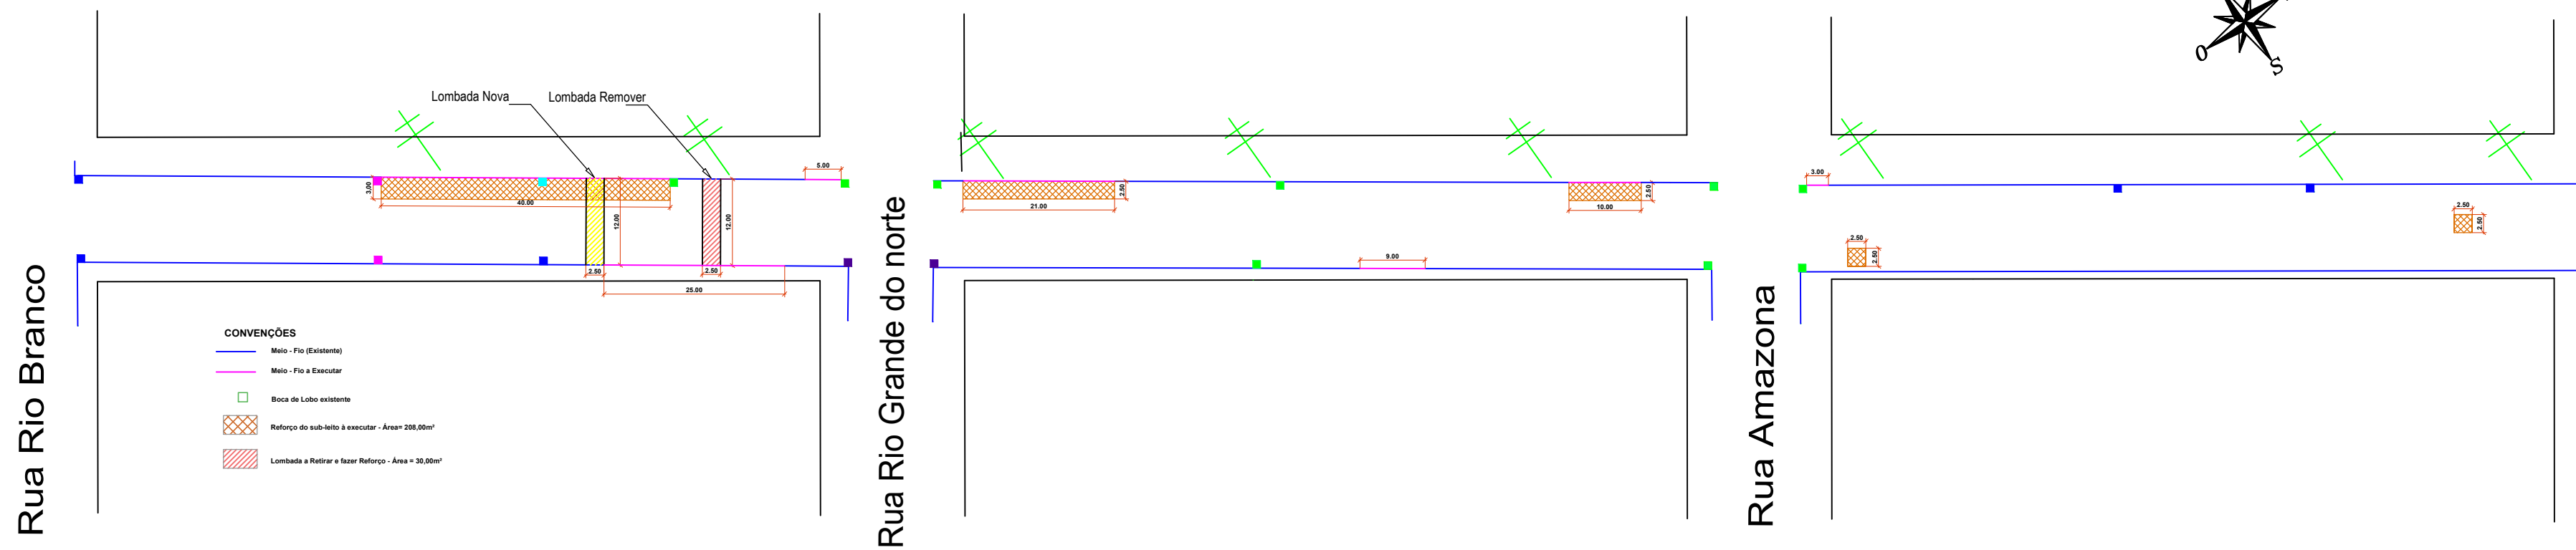 Rua Rio Branco
Lombada Nova
Lombada Remover
5.00
3.00
40.00
12.00
12.00
2.50
2.50
25.00
CONVENÇÕES
Meio - Fio (Existente)
Meio - Fio a Executar
Boca de Lobo existente
Reforço do sub-leito à executar - Área= 208,00m²
Lombada a Retirar e fazer Reforço - Área = 30,00m²
Rua Rio Grande do norte
2.50
21.00
2.50
10.00
9.00
Rua Amazona
O
S
3.00
2.50
2.50
2.50
2.50